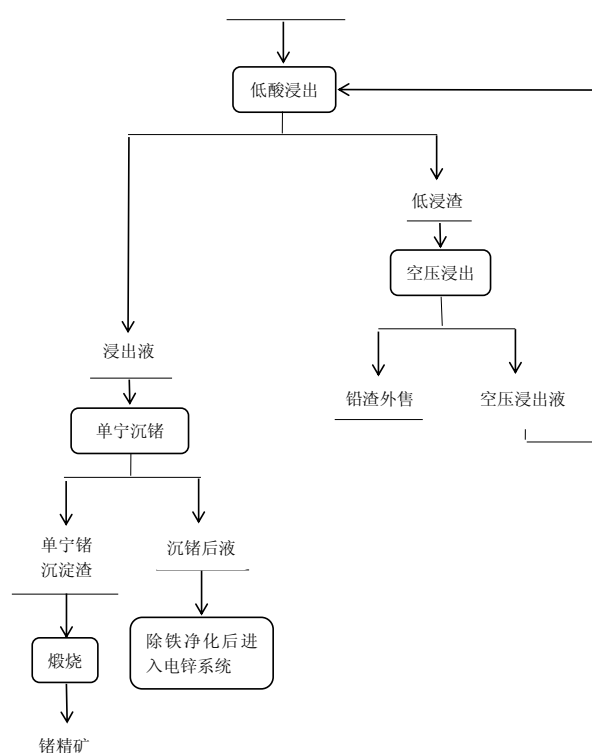 低酸浸出
低浸渣
空压浸出
浸出液
铅渣外售
空压浸出液
单宁沉锗
单宁锗
沉淀渣
沉锗后液
除铁净化后进
入电锌系统
煅烧
锗精矿